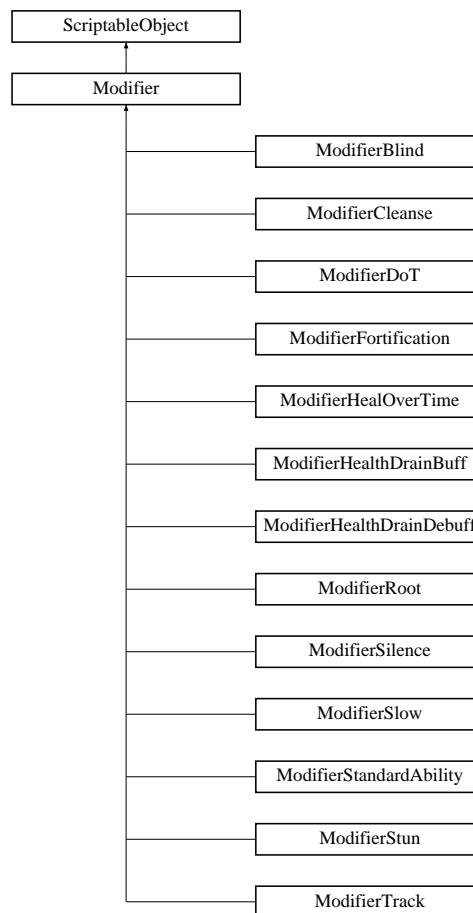 ScriptableObject
Modifier
ModifierBlind
ModifierCleanse
ModifierDoT
ModifierFortification
ModifierHealOverTime
ModifierHealthDrainBuff
ModifierHealthDrainDebuff
ModifierRoot
ModifierSilence
ModifierSlow
ModifierStandardAbility
ModifierStun
ModifierTrack